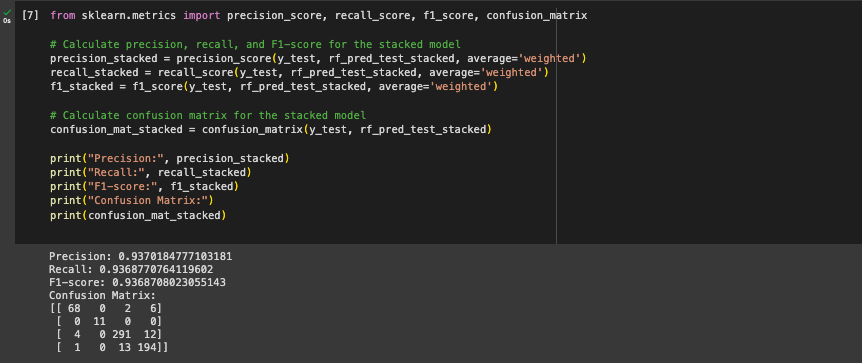 [7] from sklearn.metrics import precision_score, recall_score, f1_score, confusion_matrix
0s
# Calculate precision, recall, and F1-score for the stacked model
precision_stacked = precision_score(y_test, rf_pred_test_stacked, average='weighted')
recall_stacked = recall_score(y_test, rf_pred_test_stacked, average='weighted')
f1_stacked = f1_score(y_test, rf_pred_test_stacked, average='weighted')
# Calculate confusion matrix for the stacked model
confusion_mat_stacked = confusion_matrix(y_test, rf_pred_test_stacked)
print("Precision:", precision_stacked)
print("Recall:", recall_stacked)
print("F1-score:", f1_stacked)
print("Confusion Matrix:")
print(confusion_mat_stacked)
Precision: 0.9370184777103181
Recall: 0.9368770764119602
F1-score: 0.9368708023055143
Confusion Matrix:
[[ 68   0   2   6]
 [  0  11   0   0]
 [  4   0 291  12]
 [  1   0  13 194]]